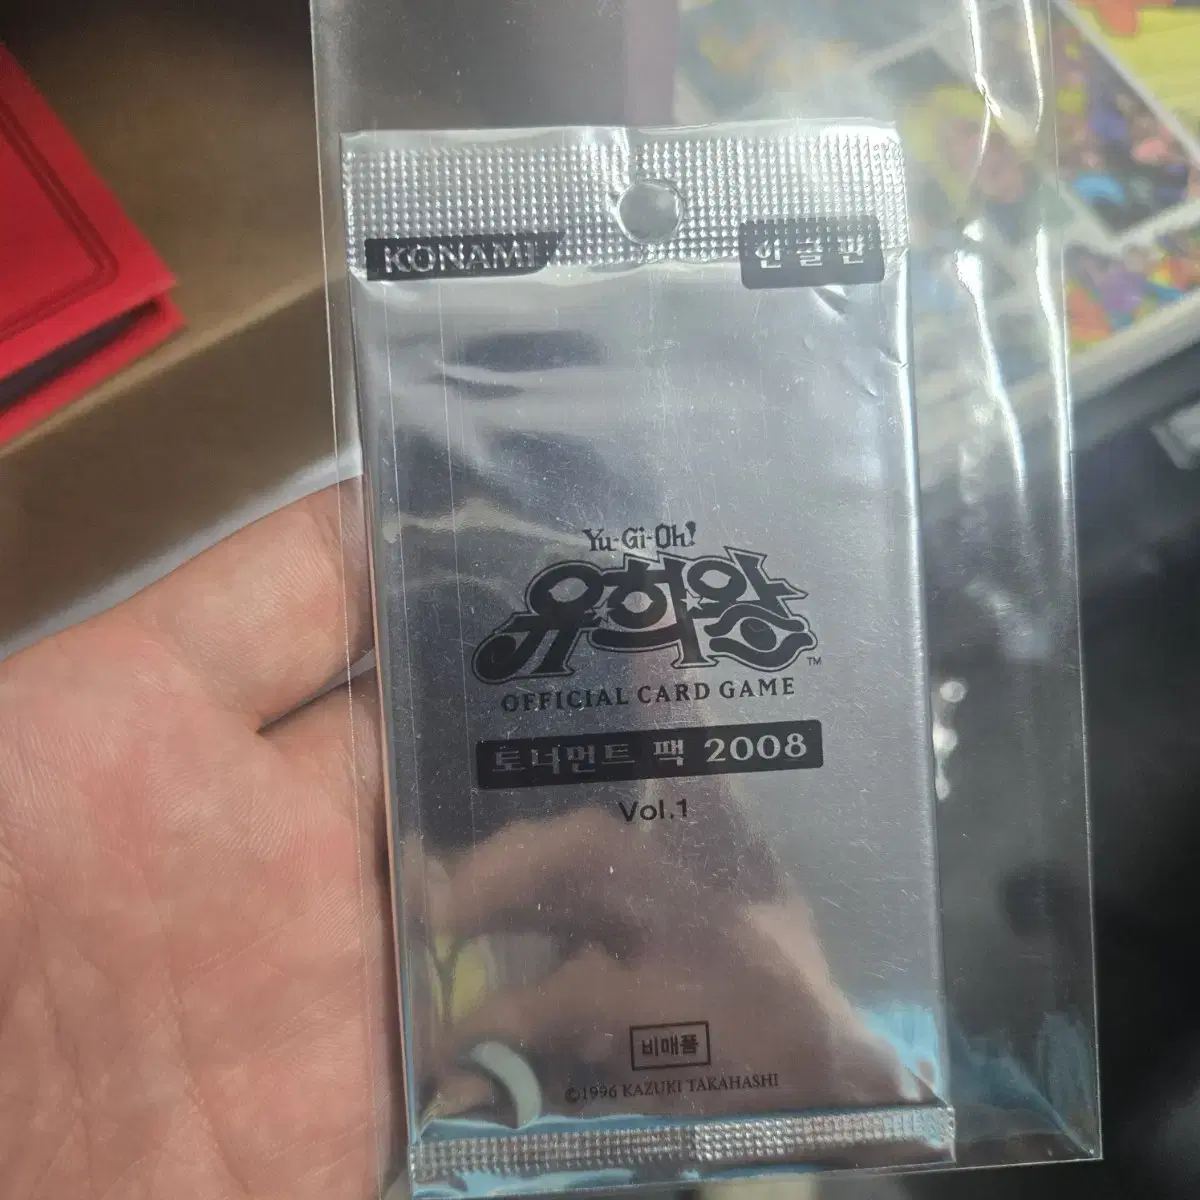 KONAMI
한글판
Yu-Gi-Oh!
유희왕 ™
OFFICIAL CARD GAME
토너먼트 팩 2008
Vol.1
비매품
©1996 KAZUKI TAKAHASHI